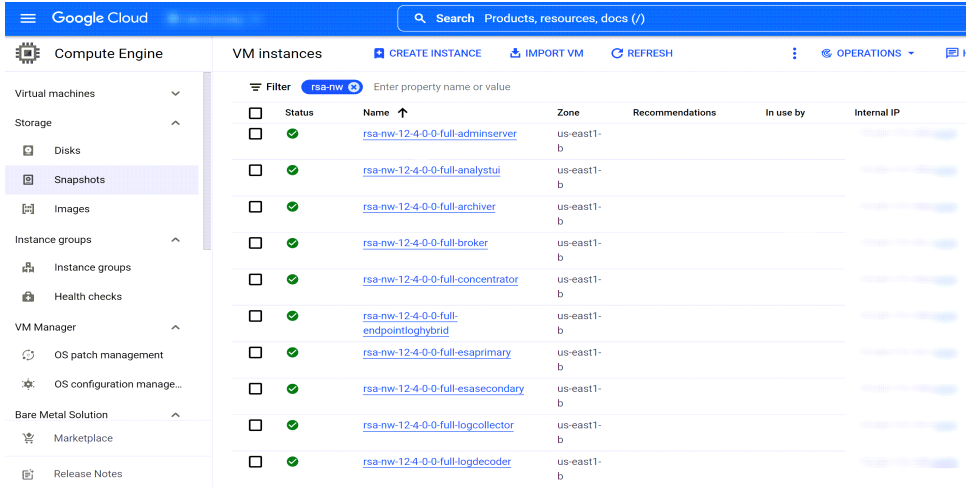 Google Cloud
Search Products, resources, docs (/)
Compute Engine
VM instances
CREATE INSTANCE
IMPORT VM
REFRESH
OPERATIONS
H
Virtual machines
Storage
Disks
Snapshots
Images
Instance groups
Instance groups
Health checks
VM Manager
OS patch management
OS configuration manage...
Bare Metal Solution
Marketplace
Release Notes
Filter rsa-nw Enter property name or value
Status Name Zone Recommendations In use by Internal IP
rsa-nw-12-4-0-0-full-adminserver us-east1-
b
rsa-nw-12-4-0-0-full-analystui us-east1-
b
rsa-nw-12-4-0-0-full-archiver us-east1-
b
rsa-nw-12-4-0-0-full-broker us-east1-
b
rsa-nw-12-4-0-0-full-concentrator us-east1-
b
rsa-nw-12-4-0-0-full- us-east1-
endpointloghybrid b
rsa-nw-12-4-0-0-full-esaprimary us-east1-
b
rsa-nw-12-4-0-0-full-esasecondary us-east1-
b
rsa-nw-12-4-0-0-full-logcollector us-east1-
b
rsa-nw-12-4-0-0-full-logdecoder us-east1-
b